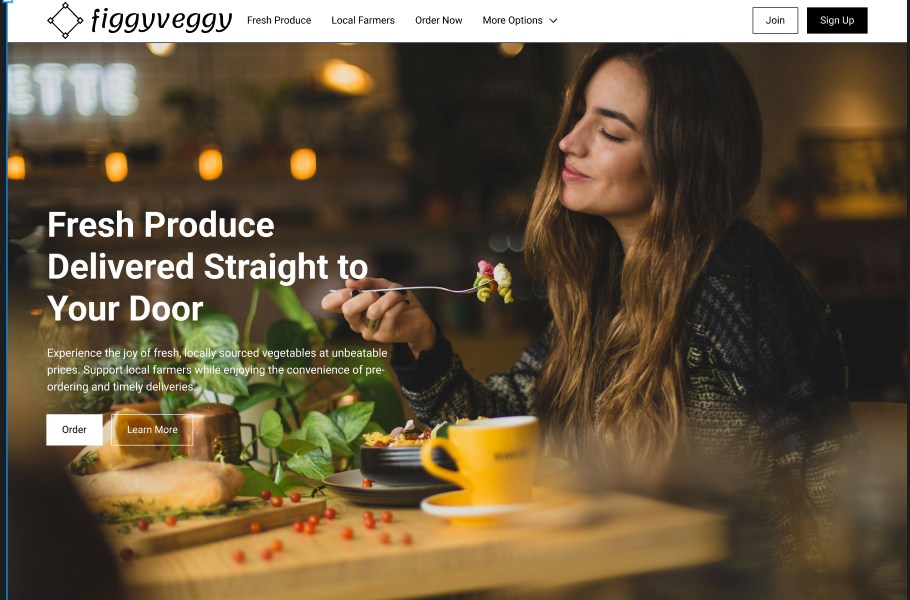 figgyveggy
Fresh Produce
Local Farmers
Order Now
More Options
Join
Sign Up
ETTE
Fresh Produce
Delivered Straight to
Your Door
Experience the joy of fresh, locally sourced vegetables at unbeatable
prices. Support local farmers while enjoying the convenience of pre-
ordering and timely deliveries.
Order
Learn More